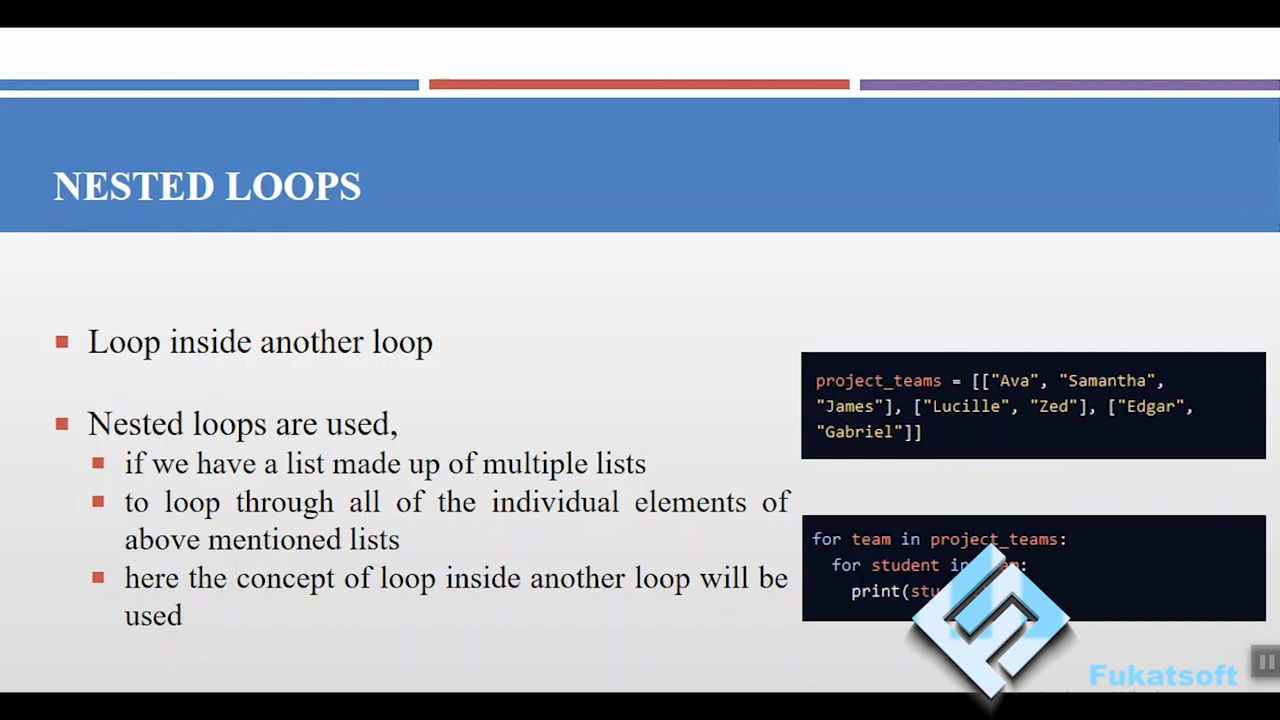 NESTED LOOPS
Loop inside another loop
Nested loops are used,
if we have a list made up of multiple lists
to loop through all of the individual elements of
above mentioned lists
here the concept of loop inside another loop will be
used
project_teams = [["Ava", "Samantha",
"James"], ["Lucille", "Zed"], ["Edgar",
"Gabriel"]]
for team in project_teams:
for student in
print(
Fukatsoft